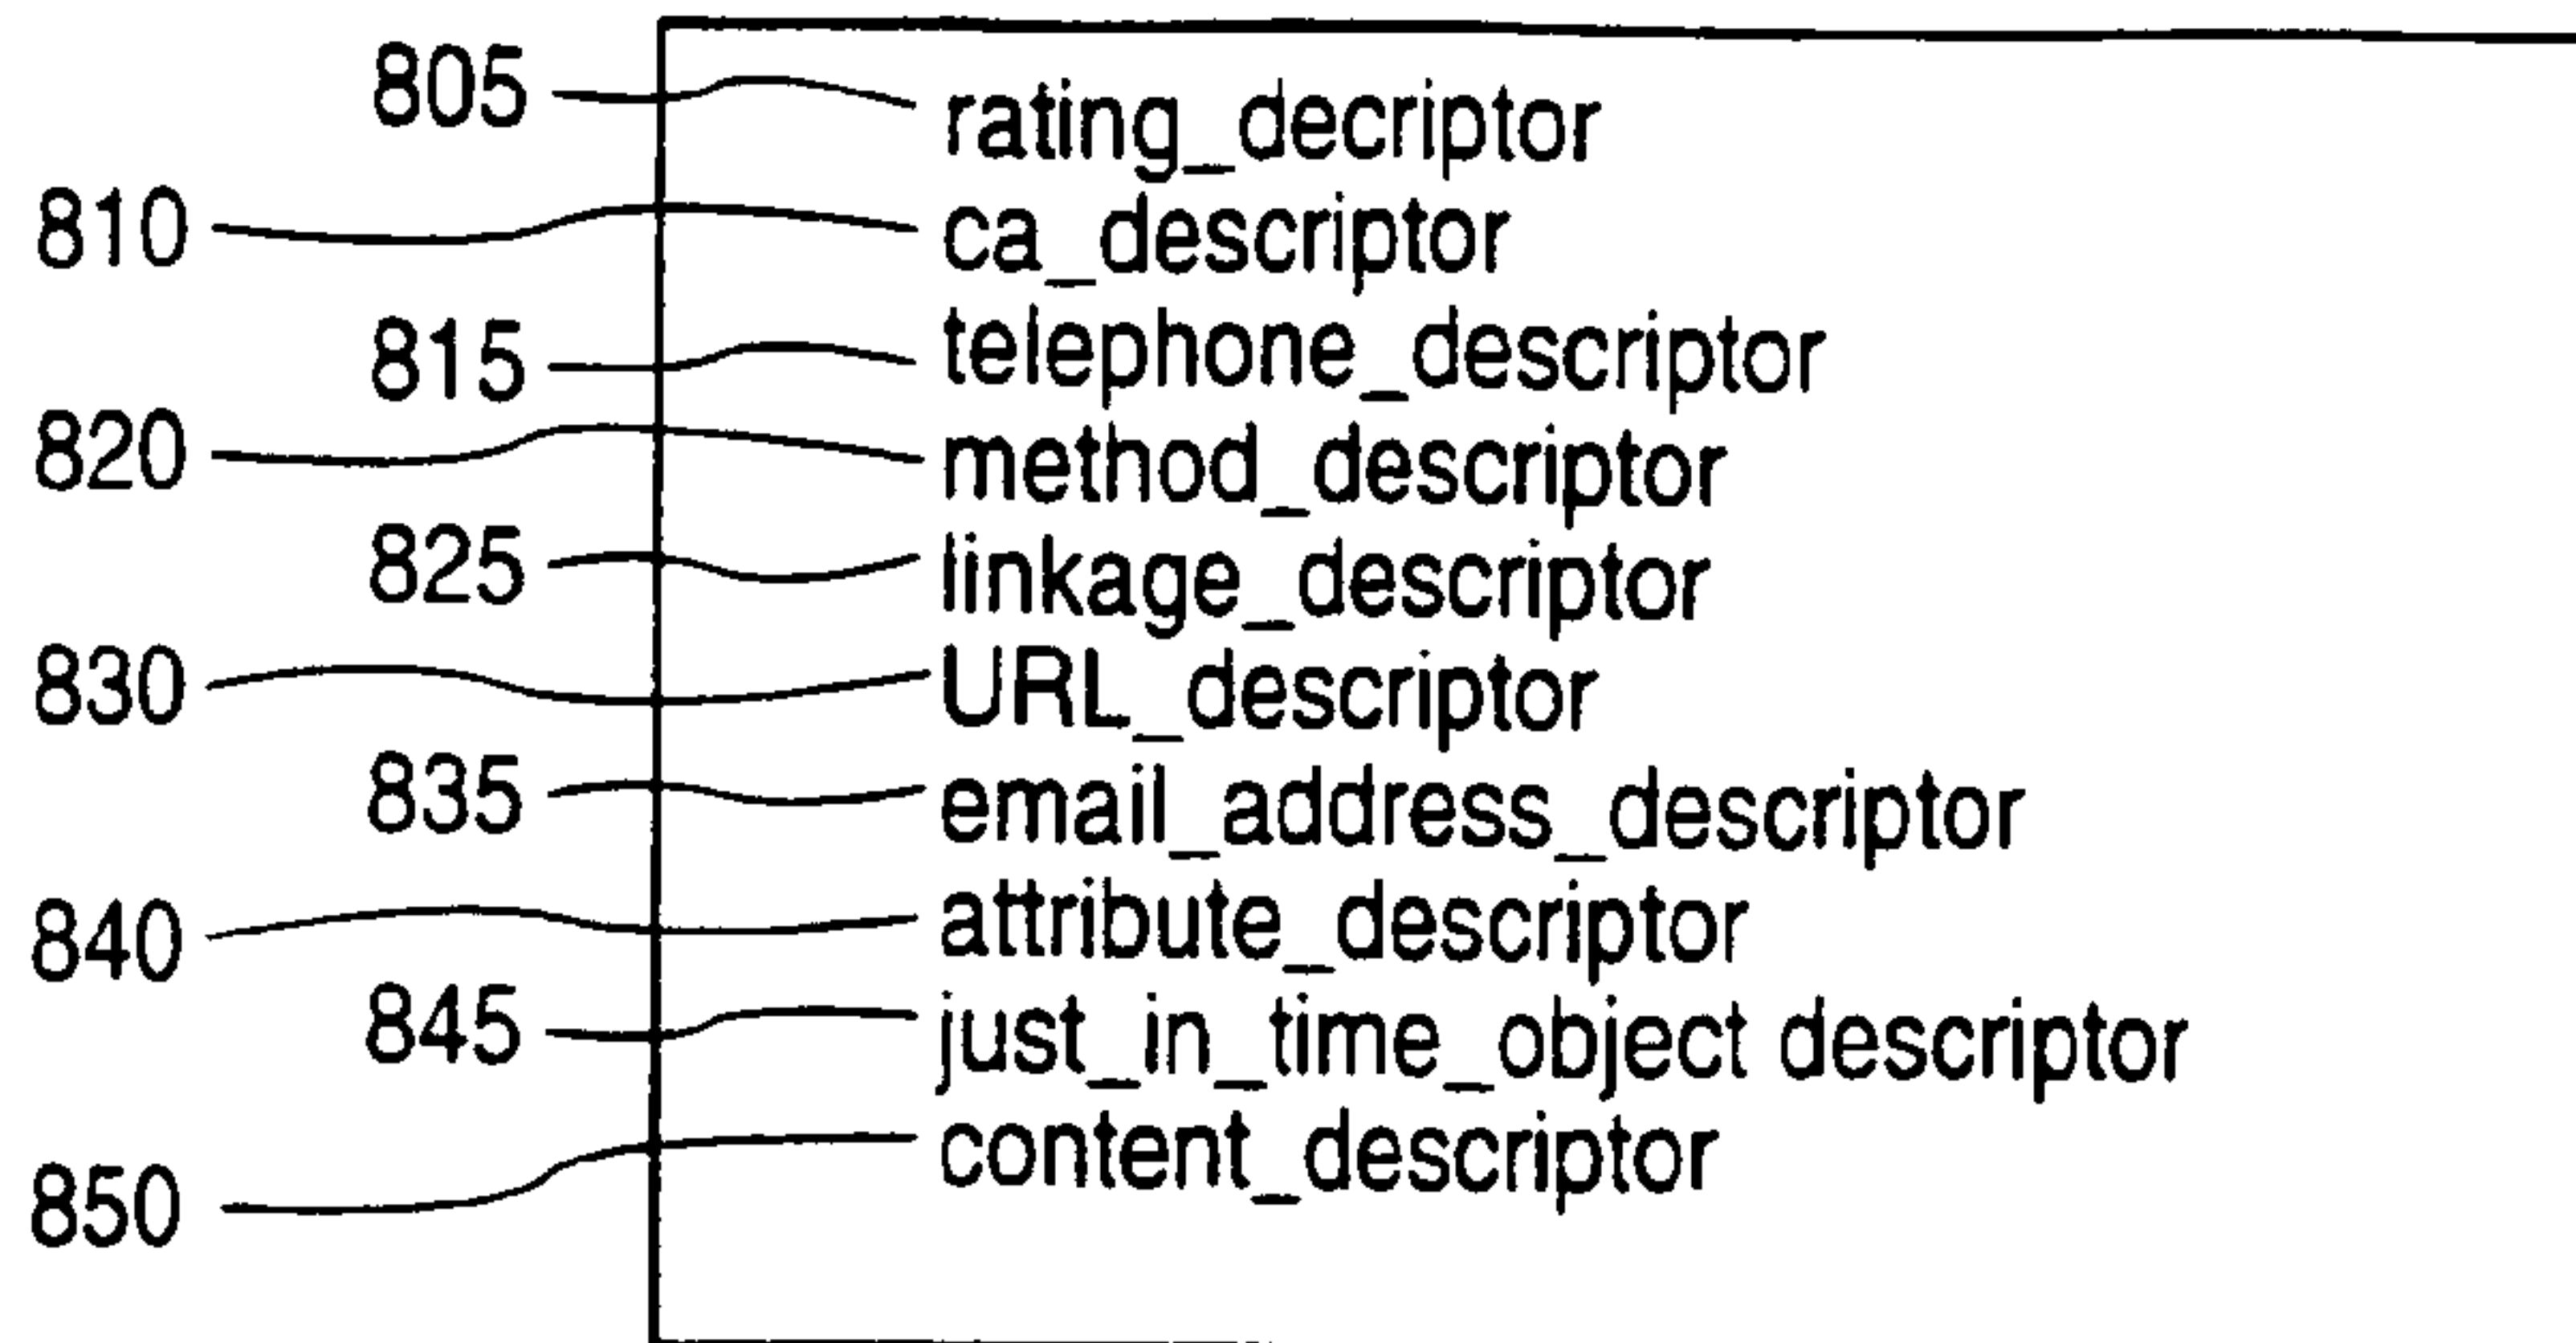 805 rating_decriptor
810 ca_descriptor
815 telephone_descriptor
820 method_descriptor
825 linkage_descriptor
830 URL_descriptor
835 email_address_descriptor
840 attribute_descriptor
845 just_in_time_object descriptor
850 content_descriptor